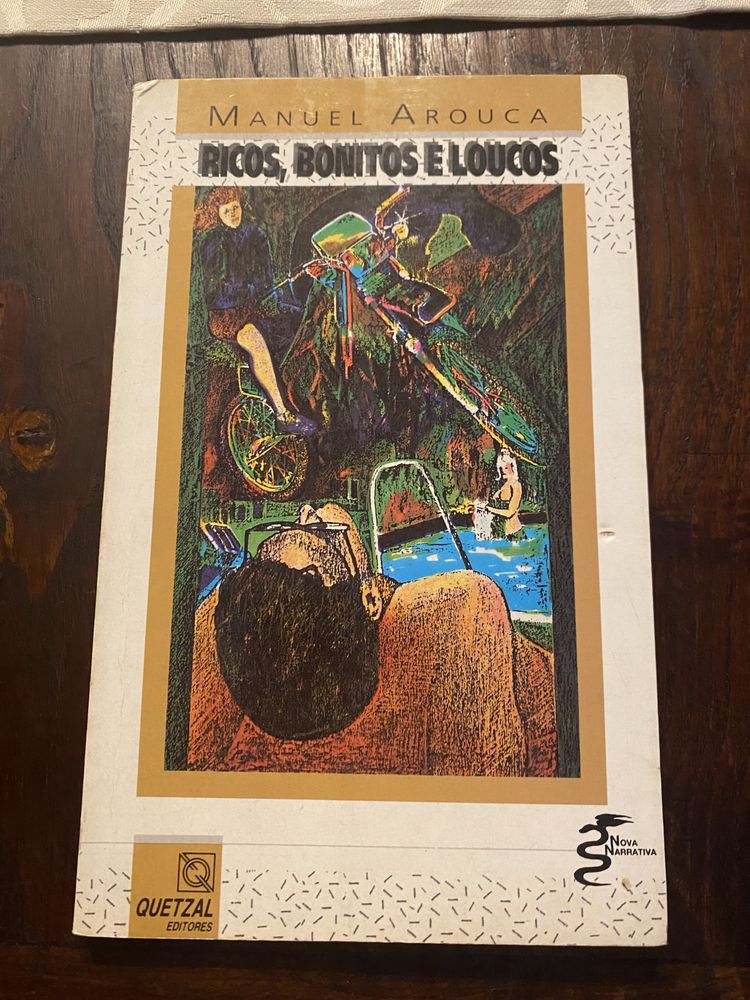 MANUEL AROUCA
RICOS, BONITOS E LOUCOS
NOVA
NARRATIVA
QUETZAL
EDITORES